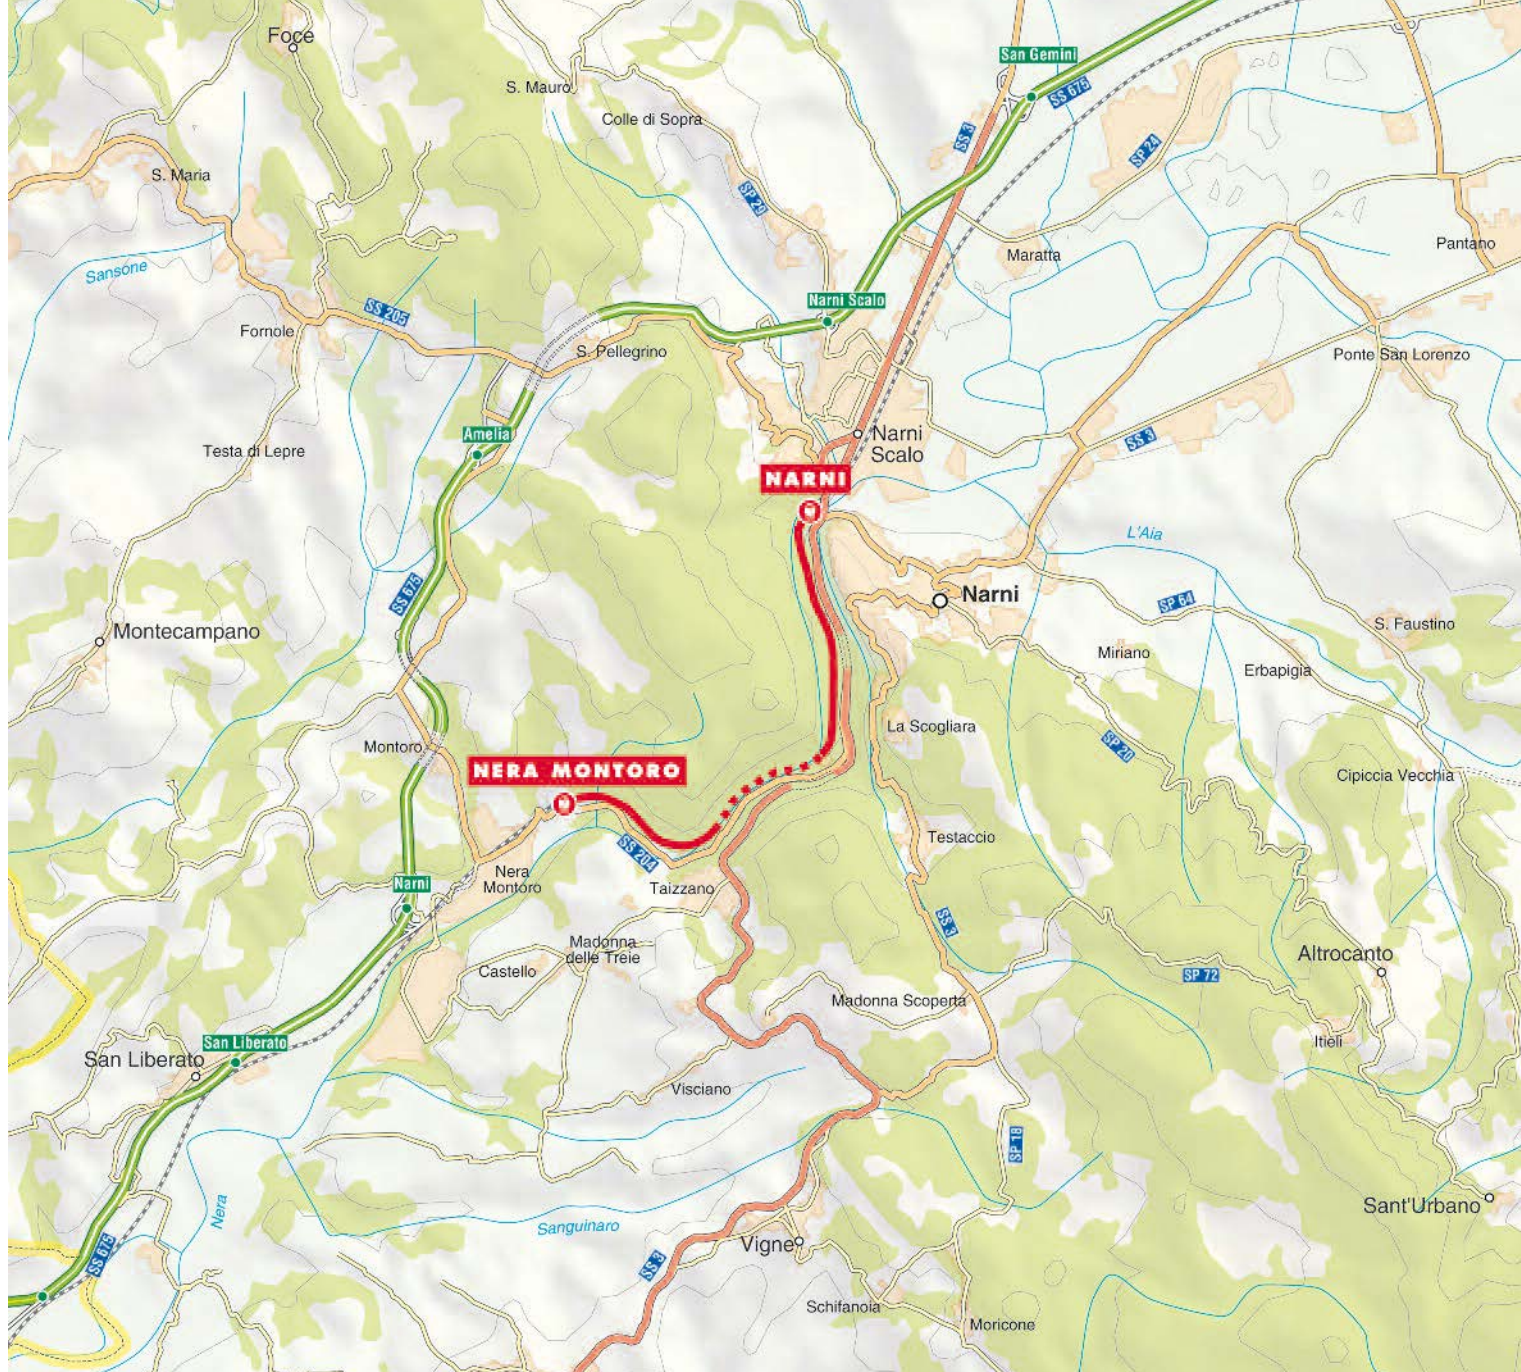 Foce
San Gemini
S. Mauro
SS 675
Colle di Sopra
SS 3
SP 24
S. Maria
SP 29
Pantano
Maratta
Sansone
Narni Scalo
SS 205
Fornole
S. Pellegrino
Ponte San Lorenzo
Amelia
Narni
Scalo
SS 3
Testa di Lepre
NARNI
L'Aia
SS 675
Narni
SP 64
S. Faustino
Montecampano
Miriano
Erbapigia
La Scogliara
Montoro
SP 20
NERA MONTORO
Cipiccia Vecchia
Testaccio
SS 204
Nera
Montoro
Narni
Taizzano
SS 3
Madonna
delle Treie
Altrocanto
Castello
SP 72
Madonna Scoperta
San Liberato
Itieli
San Liberato
Visciano
SP 18
Nera
Sant'Urbano
Sanguinaro
Vigne
SS 675
SS 3
Schifanoia
Moricone